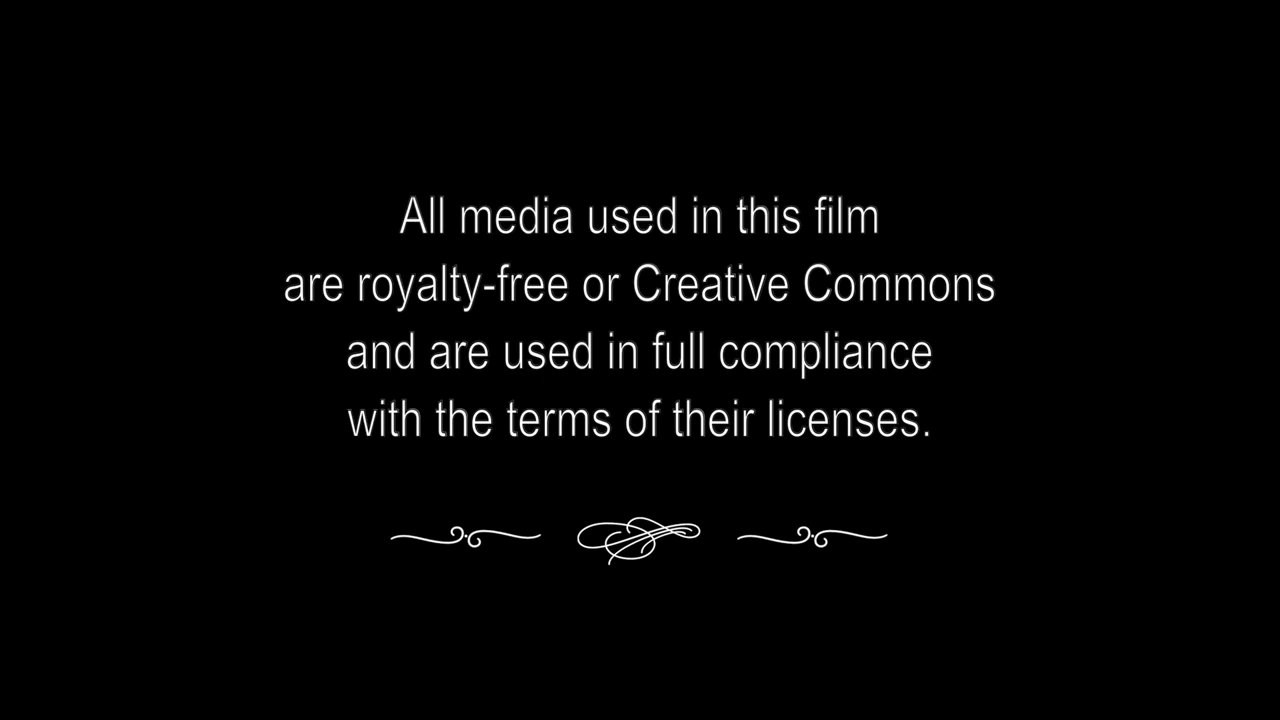 All media used in this film
are royalty-free or Creative Commons
and are used in full compliance
with the terms of their licenses.